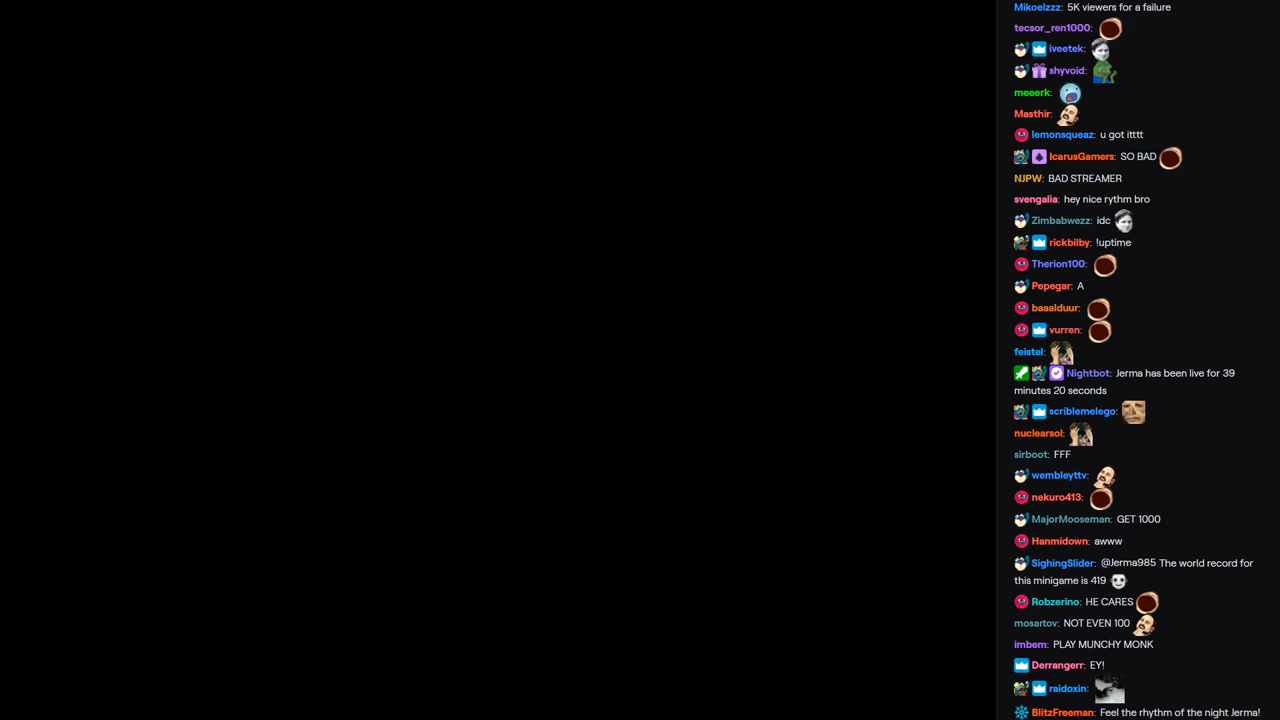 Mikoelzzz: 5K viewers for a failure
tecsor_ren1000:
iveetek:
shyvoid:
meeerk:
Masthir:
lemonsqueaz: u got itttt
IcarusGamers: SO BAD
NJPW: BAD STREAMER
svengalia: hey nice rythm bro
Zimbabwezz: idc
rickbilby: !uptime
Therion100:
Pepegar: A
baaalduur:
vurren:
feistel:
Nightbot: Jerma has been live for 39
minutes 20 seconds
scriblemelego:
nuclearsol:
sirboot: FFF
wembleyttv:
nekuro413:
MajorMooseman: GET 1000
Hanmidown: awww
SighingSlider: @Jerma985 The world record for
this minigame is 419
Robzerino: HE CARES
mosartov: NOT EVEN 100
imbem: PLAY MUNCHY MONK
Derrangerr: EY!
raidoxin:
BlitzFreeman: Feel the rhythm of the night Jerma!